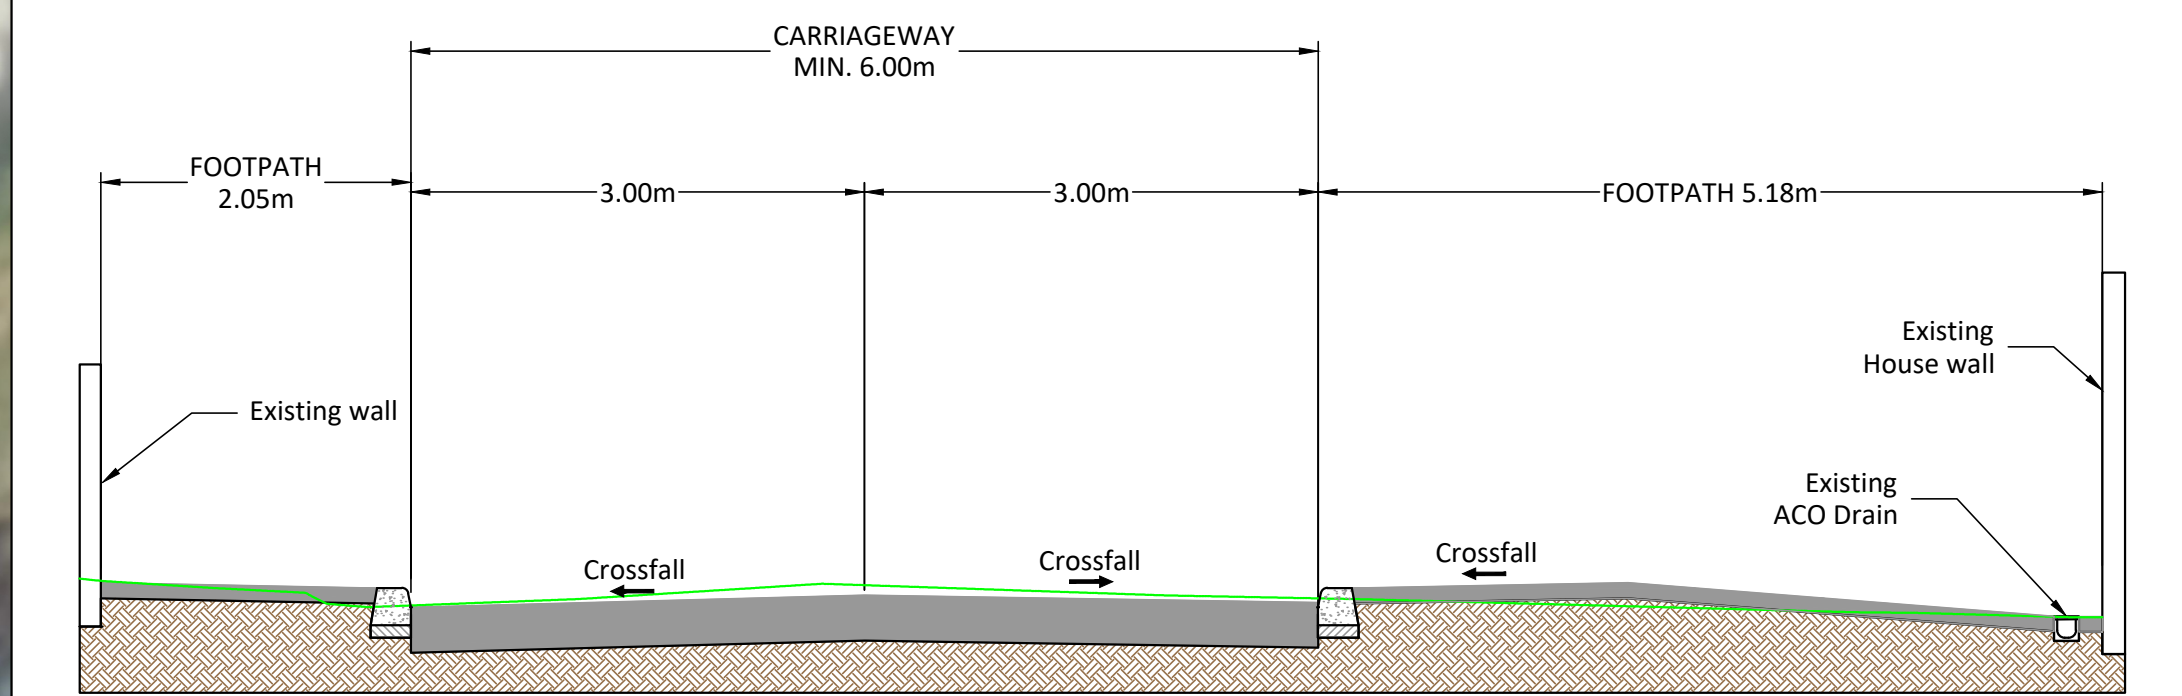 CARRIAGEWAY
MIN. 6.00m
FOOTPATH
2.05m
3.00m
3.00m
FOOTPATH 5.18m
Existing
House wall
Existing wall
Existing
ACO Drain
Crossfall
Crossfall
Crossfall